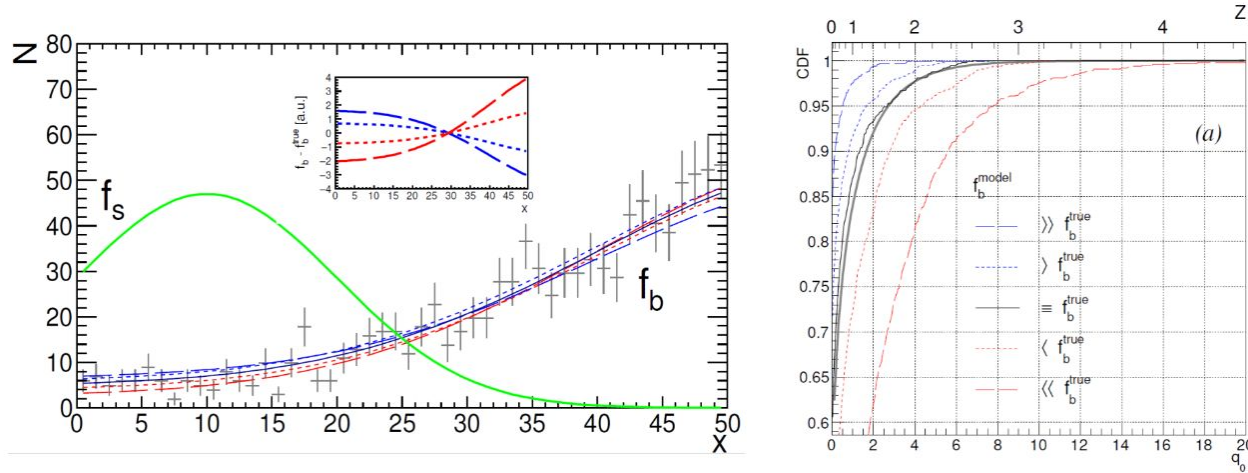 N
80
70
60
50
40
30
20
10
0
0 5 10 15 20 25 30 35 40 45 50
x
f_s
f_b
f_b - f_b^true [a.u.]
4
3
2
1
0
−1
−2
−3
−4
0 5 10 15 20 25 30 35 40 45 50
x
0 1 2 3 4 Z
CDF
1
0.95
0.9
0.85
0.8
0.75
0.7
0.65
0.6
(a)
f_b^model
⟩⟩ f_b^true
⟩ f_b^true
≡ f_b^true
⟨ f_b^true
⟨⟨ f_b^true
0 2 4 6 8 10 12 14 16 18 20
q_0